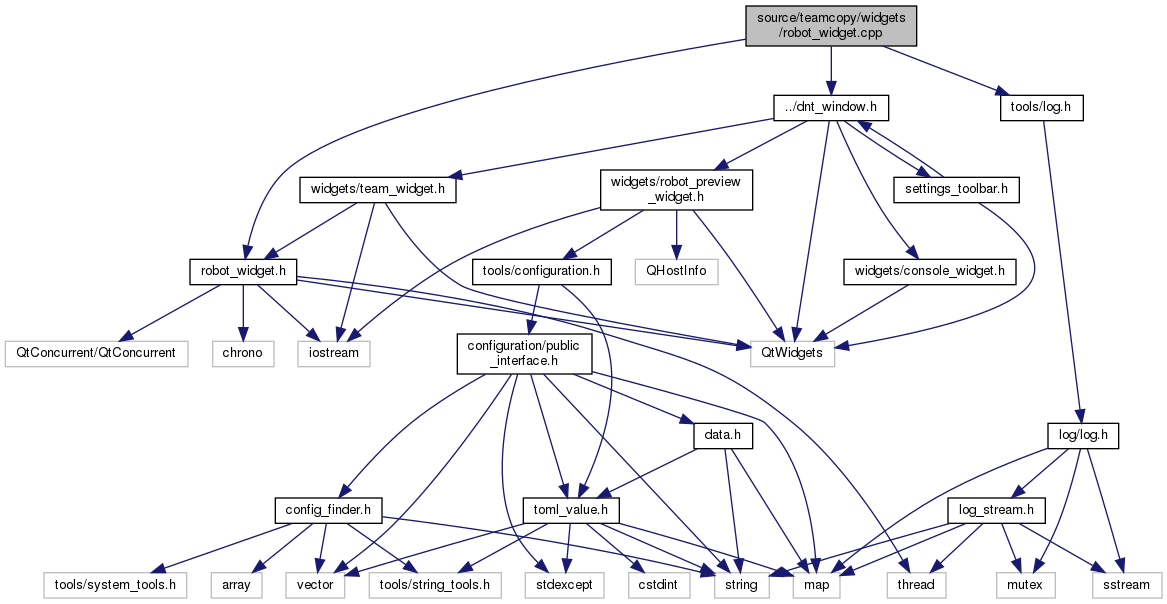 source/teamcopy/widgets
/robot_widget.cpp
../dnt_window.h
tools/log.h
widgets/team_widget.h
widgets/robot_preview
_widget.h
settings_toolbar.h
robot_widget.h
tools/configuration.h
QHostInfo
widgets/console_widget.h
QtConcurrent/QtConcurrent
chrono
iostream
configuration/public
_interface.h
QtWidgets
data.h
log/log.h
config_finder.h
toml_value.h
log_stream.h
tools/system_tools.h
array
vector
tools/string_tools.h
stdexcept
cstdint
string
map
thread
mutex
sstream